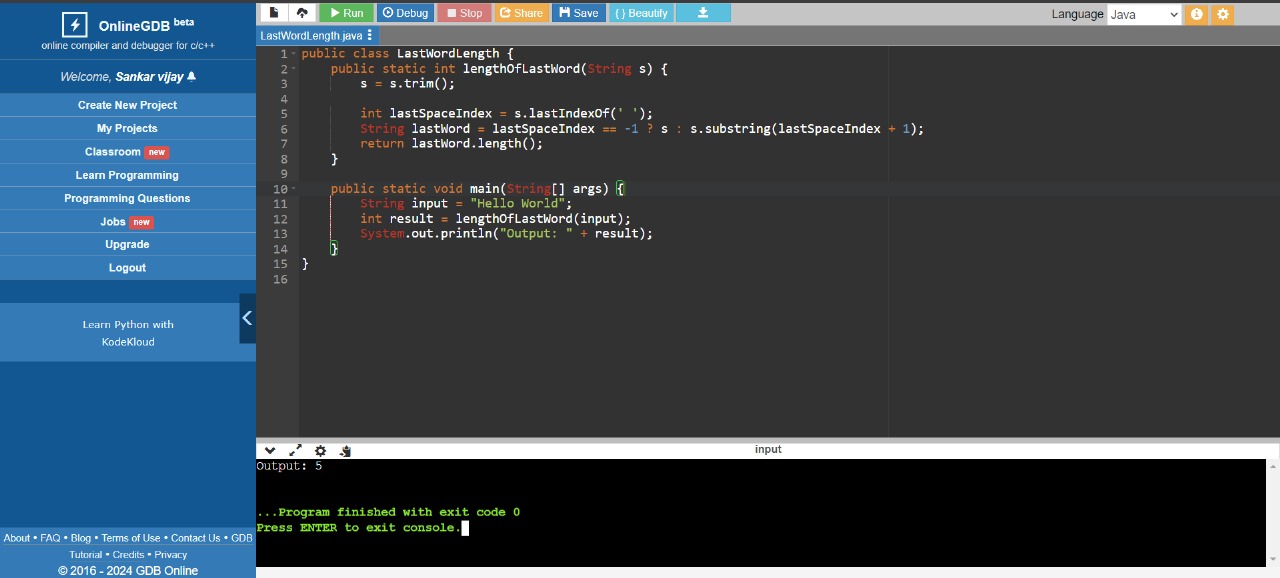 OnlineGDB beta
online compiler and debugger for c/c++
Welcome, Sankar vijay
Create New Project
My Projects
Classroom new
Learn Programming
Programming Questions
Jobs new
Upgrade
Logout
Learn Python with
KodeKloud
About • FAQ • Blog • Terms of Use • Contact Us • GDB
Tutorial • Credits • Privacy
© 2016 - 2024 GDB Online
Run Debug Stop Share Save { } Beautify
Language Java
LastWordLength.java
1 public class LastWordLength {
2     public static int lengthOfLastWord(String s) {
3         s = s.trim();
4
5         int lastSpaceIndex = s.lastIndexOf(' ');
6         String lastWord = lastSpaceIndex == -1 ? s : s.substring(lastSpaceIndex + 1);
7         return lastWord.length();
8     }
9
10     public static void main(String[] args) {
11         String input = "Hello World";
12         int result = lengthOfLastWord(input);
13         System.out.println("Output: " + result);
14     }
15 }
16
input
Output: 5
...Program finished with exit code 0
Press ENTER to exit console.